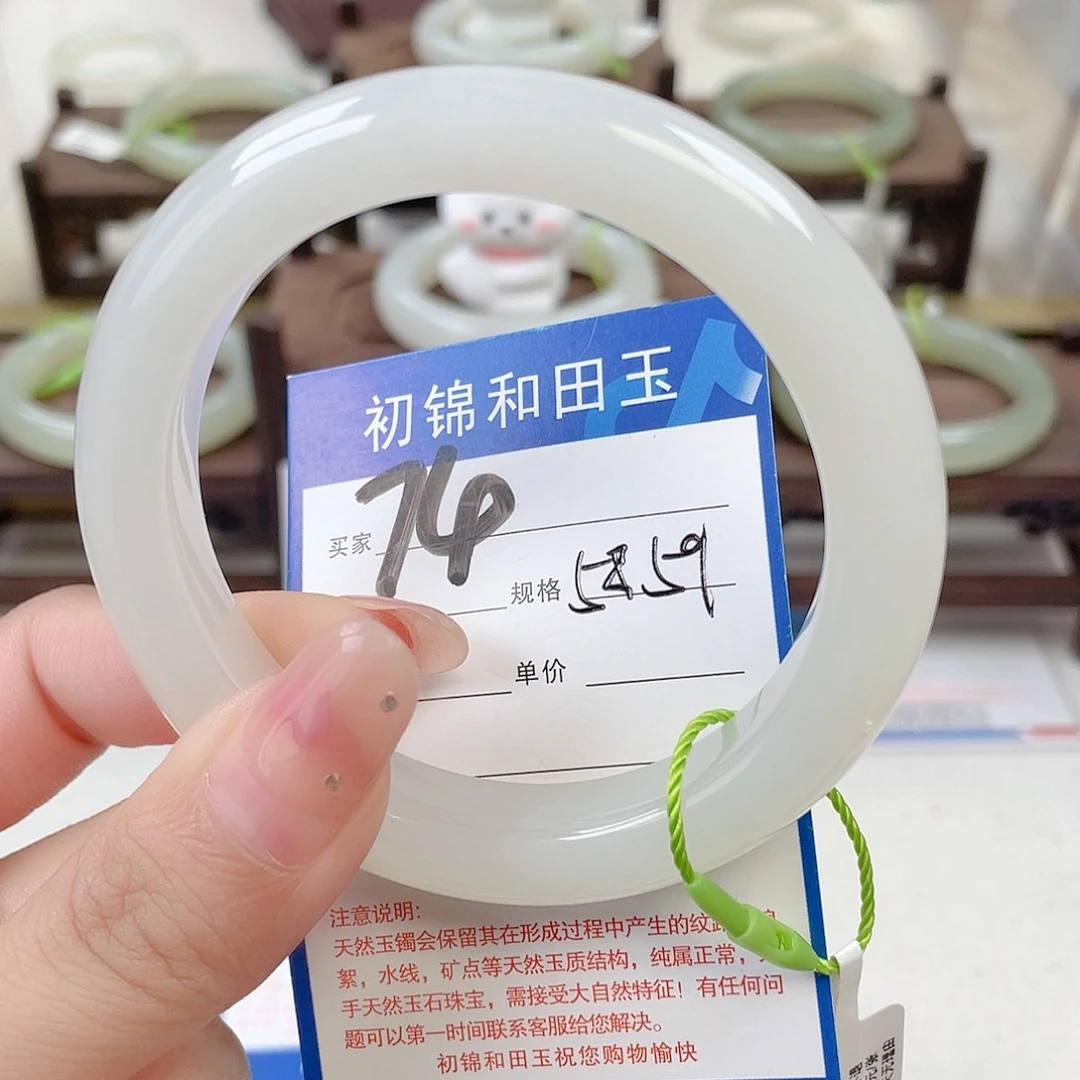 初锦和田玉
买家 74
规格 58.59
单价
注意说明:
天然玉镯会保留其在形成过程中产生的纹
絮，水线，矿点等天然玉质结构，纯属正常，
手天然玉石珠宝，需接受大自然特征！有任何问
题可以第一时间联系客服给您解决。
初锦和田玉祝您购物愉快